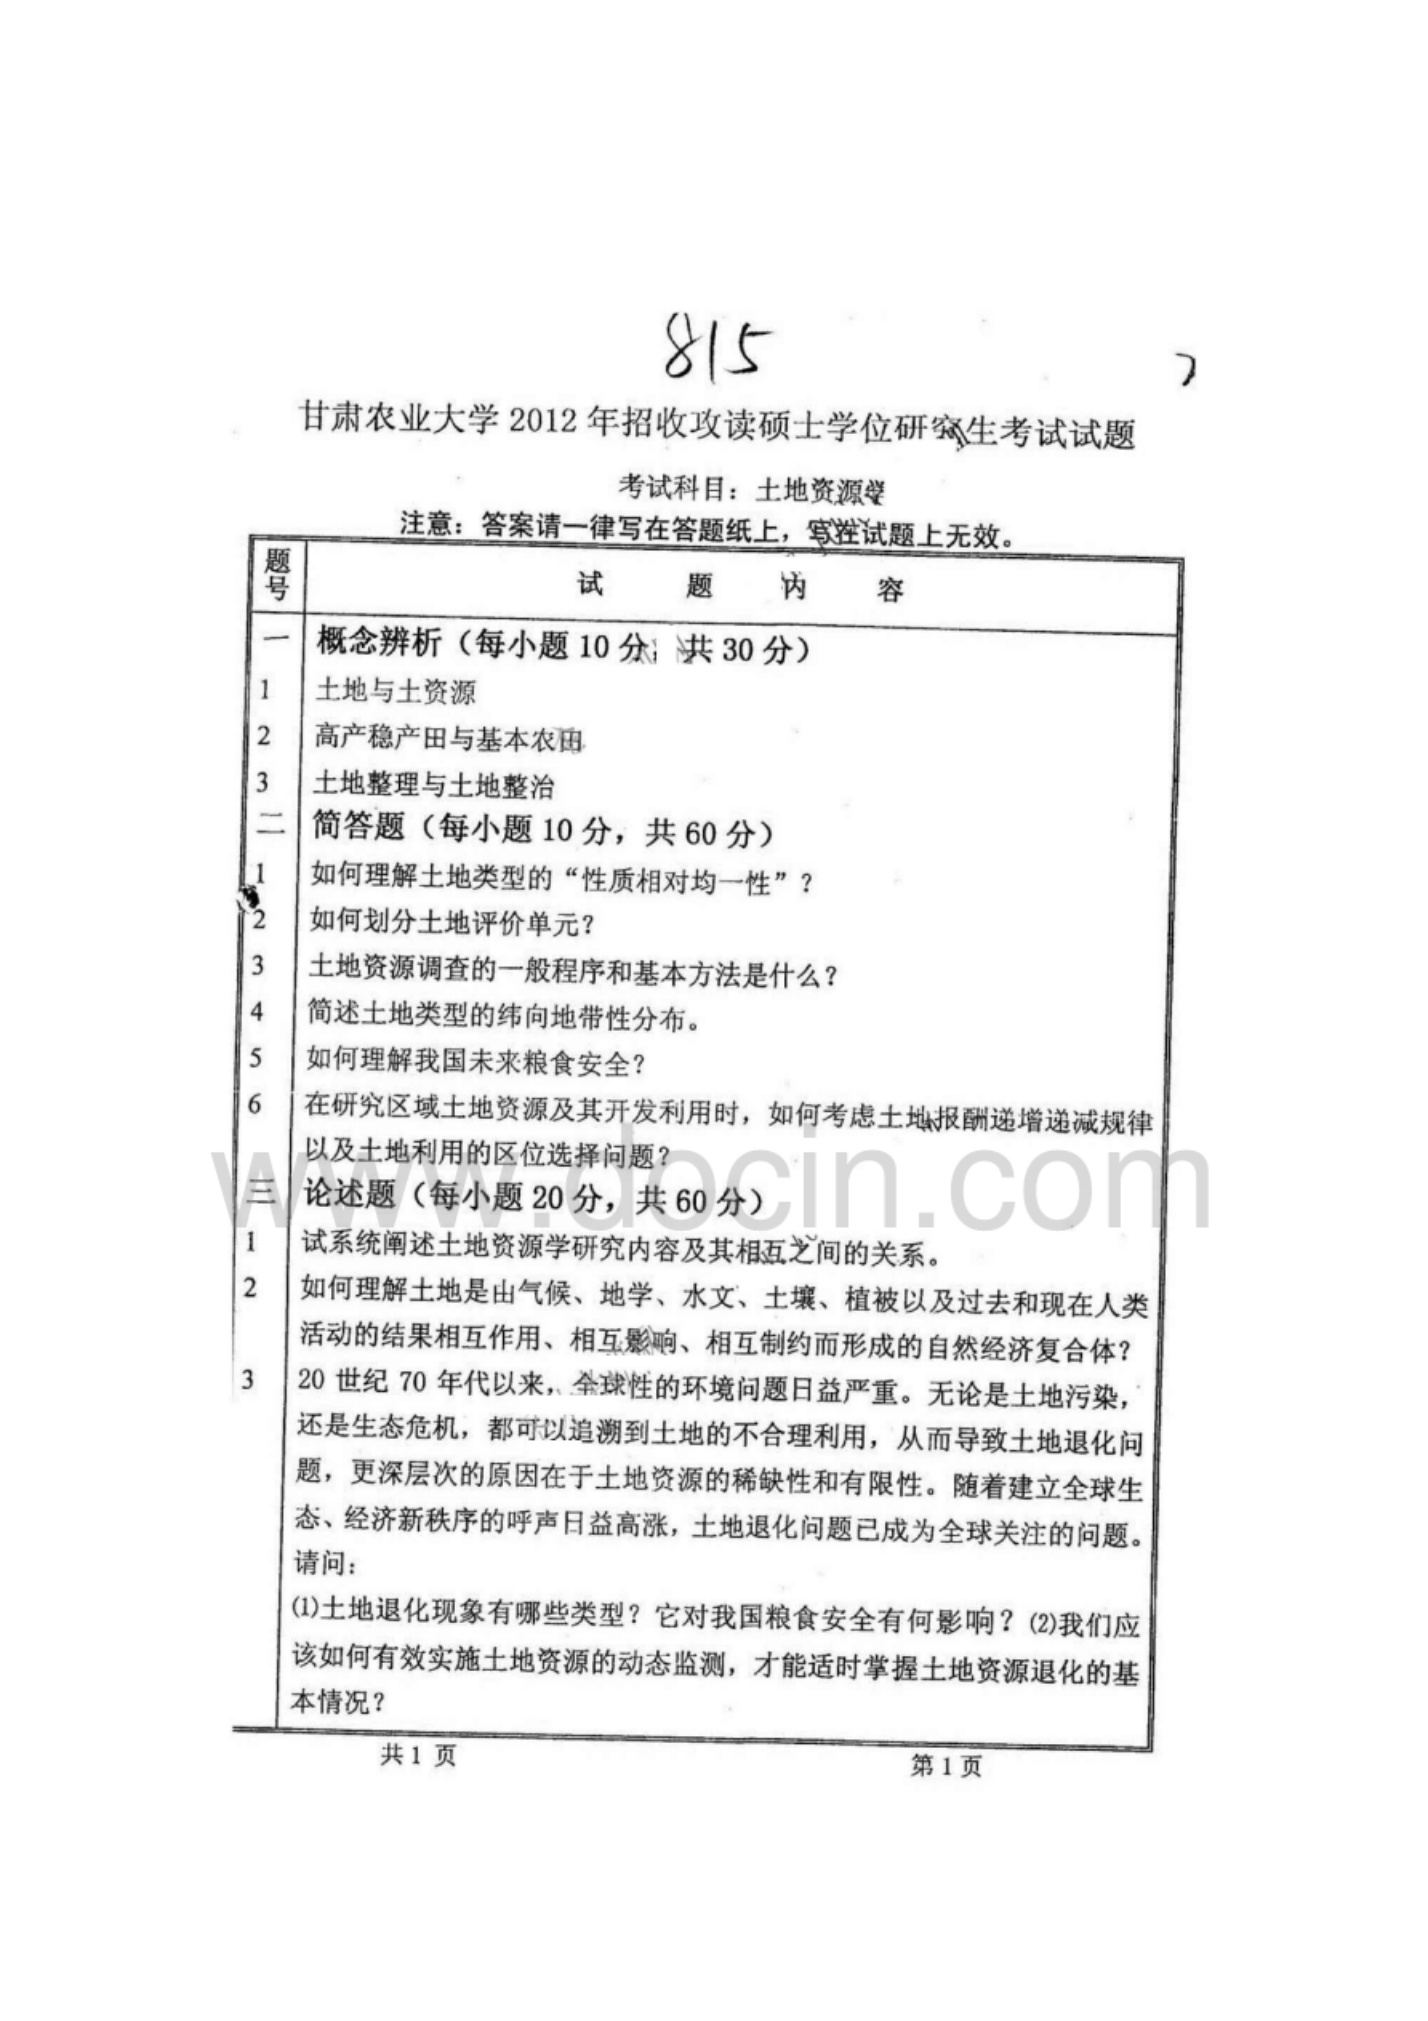 815
甘肃农业大学 2012 年招收攻读硕士学位研究生考试试题
考试科目：土地资源学
注意：答案请一律写在答题纸上，写在试题上无效。
题号 试 题 内 容
一 概念辨析（每小题 10 分，共 30 分）
1 土地与土资源
2 高产稳产田与基本农田
3 土地整理与土地整治
二 简答题（每小题 10 分，共 60 分）
1 如何理解土地类型的“性质相对均一性”？
2 如何划分土地评价单元？
3 土地资源调查的一般程序和基本方法是什么？
4 简述土地类型的纬向地带性分布。
5 如何理解我国未来粮食安全？
6 在研究区域土地资源及其开发利用时，如何考虑土地报酬递增递减规律
以及土地利用的区位选择问题？
www.docin.com
三 论述题（每小题 20 分，共 60 分）
1 试系统阐述土地资源学研究内容及其相互之间的关系。
2 如何理解土地是由气候、地学、水文、土壤、植被以及过去和现在人类
活动的结果相互作用、相互影响、相互制约而形成的自然经济复合体？
3 20 世纪 70 年代以来，全球性的环境问题日益严重。无论是土地污染，
还是生态危机，都可以追溯到土地的不合理利用，从而导致土地退化问
题，更深层次的原因在于土地资源的稀缺性和有限性。随着建立全球生
态、经济新秩序的呼声日益高涨，土地退化问题已成为全球关注的问题。
请问：
⑴土地退化现象有哪些类型？它对我国粮食安全有何影响？⑵我们应
该如何有效实施土地资源的动态监测，才能适时掌握土地资源退化的基
本情况？
共 1 页 第 1 页